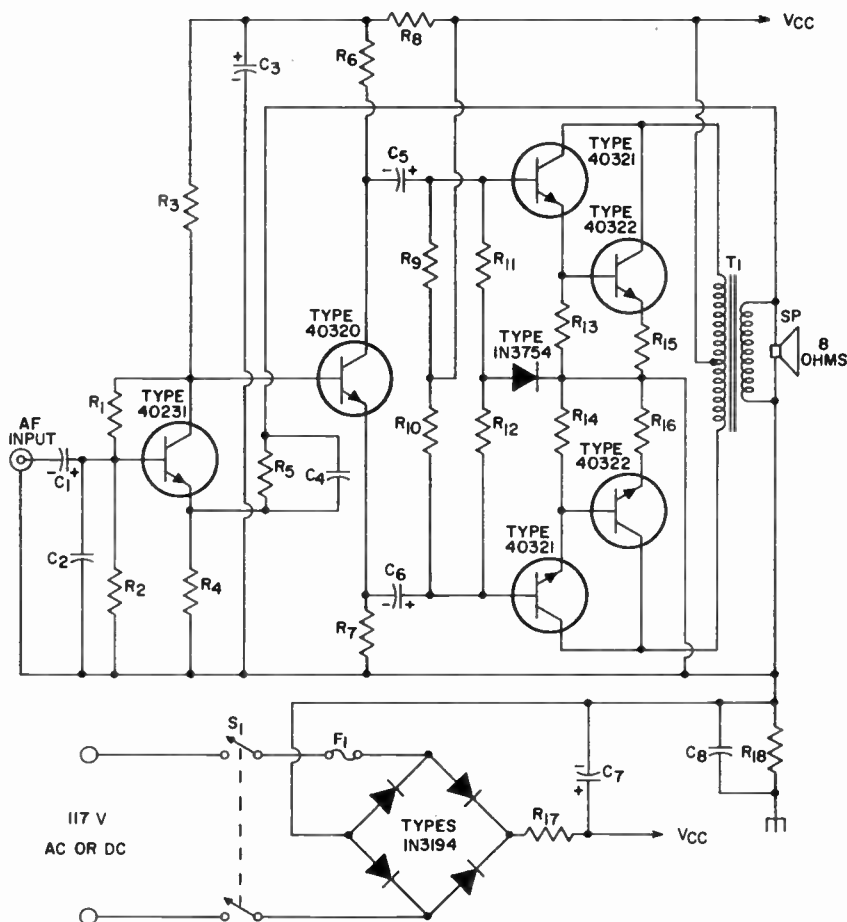 R8
VCC
R6
C3
+
-
TYPE
40321
C5
-
+
TYPE
40322
R3
R9
R11
T1
R13
SP
TYPE
40320
TYPE
1N3754
R15
8
OHMS
R1
TYPE
40231
AF
INPUT
R10
R12
R14
R16
-
+
C1
R5
C4
TYPE
40322
C2
R2
R4
TYPE
40321
C6
-
+
R7
S1
F1
-
+
C7
C8
R18
117 V
AC OR DC
TYPES
1N3194
R17
VCC